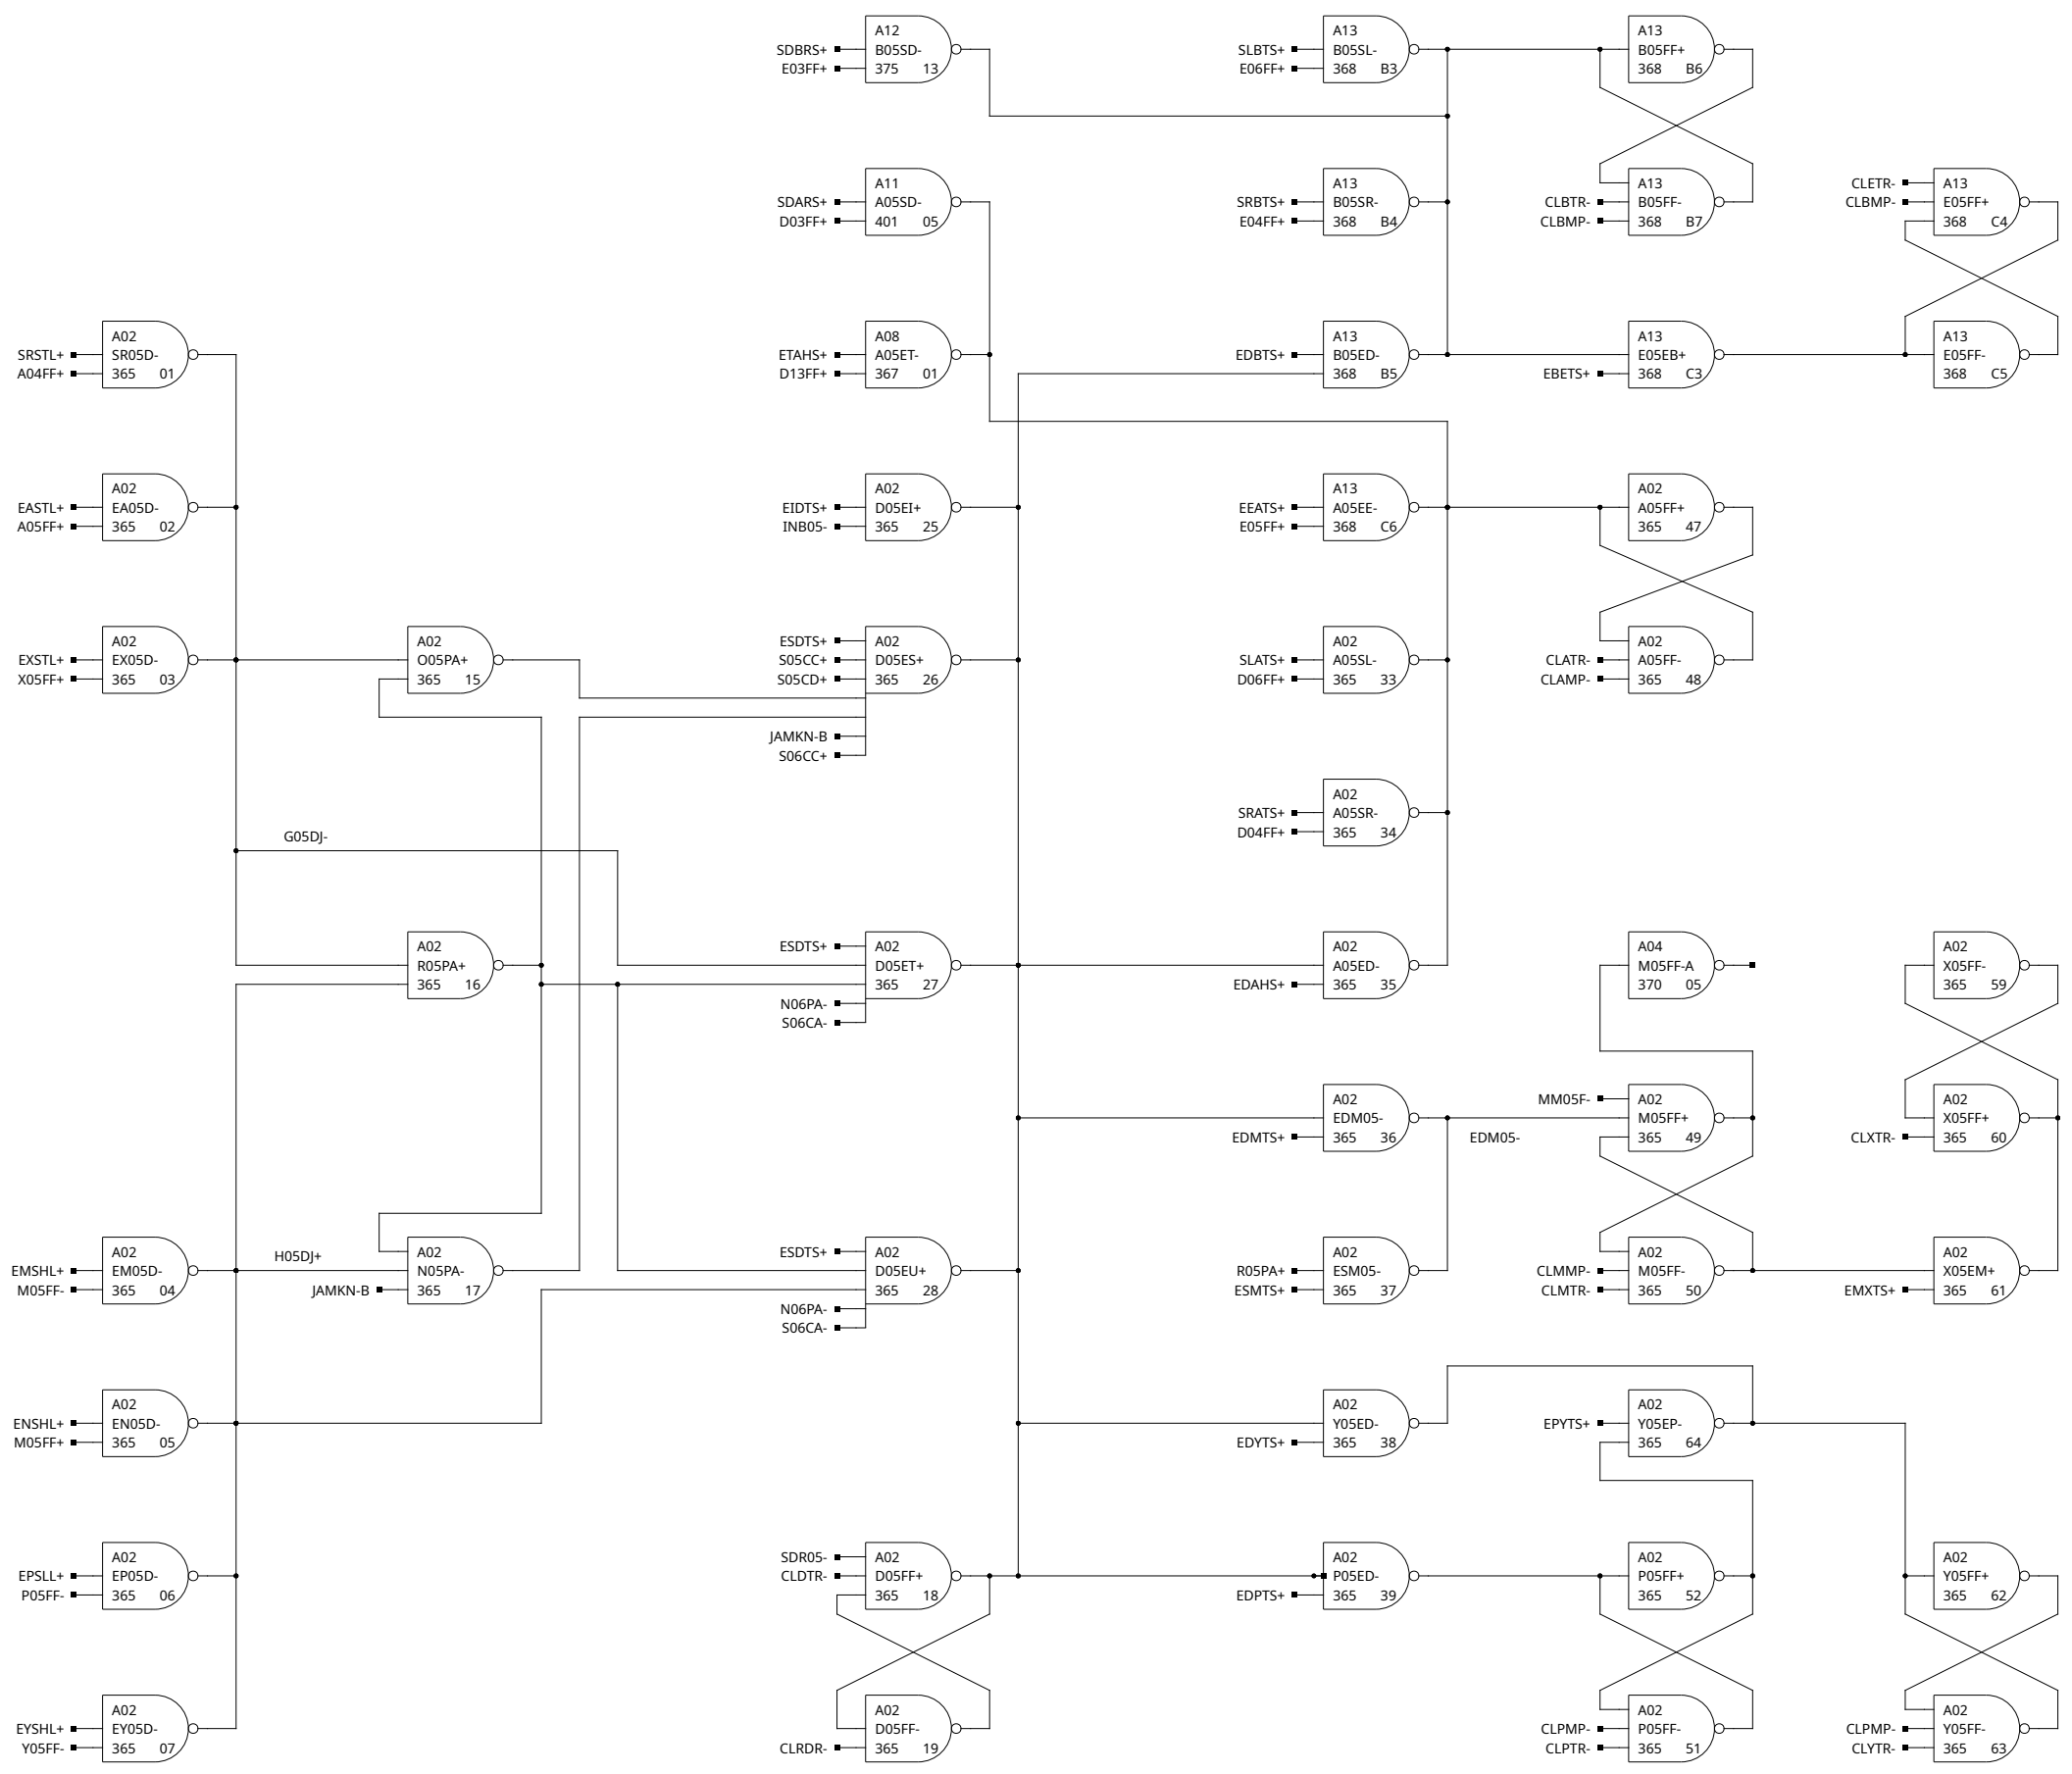 A12
SDBRS+ B05SD-
E03FF+ 375 13
A13
SLBTS+ B05SL-
E06FF+ 368 B3
A13
B05FF+
368 B6
A11
SDARS+ A05SD-
D03FF+ 401 05
A13
SRBTS+ B05SR-
E04FF+ 368 B4
A13
CLBTR- B05FF-
CLBMP- 368 B7
CLETR- A13
CLBMP- E05FF+
368 C4
A02
SRSTL+ SR05D-
A04FF+ 365 01
A08
ETAHS+ A05ET-
D13FF+ 367 01
A13
EDBTS+ B05ED-
368 B5
A13
E05EB+
EBETS+ 368 C3
A13
E05FF-
368 C5
A02
EASTL+ EA05D-
A05FF+ 365 02
A02
EIDTS+ D05EI+
INB05- 365 25
A13
EEATS+ A05EE-
E05FF+ 368 C6
A02
A05FF+
365 47
A02
EXSTL+ EX05D-
X05FF+ 365 03
A02
O05PA+
365 15
ESDTS+ A02
S05CC+ D05ES+
S05CD+ 365 26
JAMKN-B
S06CC+
A02
SLATS+ A05SL-
D06FF+ 365 33
A02
CLATR- A05FF-
CLAMP- 365 48
G05DJ-
A02
SRATS+ A05SR-
D04FF+ 365 34
A02
R05PA+
365 16
ESDTS+ A02
D05ET+
365 27
N06PA-
S06CA-
A02
A05ED-
EDAHS+ 365 35
A04
M05FF-A
370 05
A02
X05FF-
365 59
A02
EDM05-
EDMTS+ 365 36
EDM05-
MM05F- A02
M05FF+
365 49
A02
X05FF+
CLXTR- 365 60
A02
EMSHL+ EM05D-
M05FF- 365 04
H05DJ+
A02
N05PA-
JAMKN-B 365 17
ESDTS+ A02
D05EU+
365 28
N06PA-
S06CA-
A02
R05PA+ ESM05-
ESMTS+ 365 37
A02
CLMMP- M05FF-
CLMTR- 365 50
A02
X05EM+
EMXTS+ 365 61
A02
ENSHL+ EN05D-
M05FF+ 365 05
A02
Y05ED-
EDYTS+ 365 38
A02
EPYTS+ Y05EP-
365 64
A02
EPSLL+ EP05D-
P05FF- 365 06
SDR05- A02
CLDTR- D05FF+
365 18
A02
P05ED-
EDPTS+ 365 39
A02
P05FF+
365 52
A02
Y05FF+
365 62
A02
EYSHL+ EY05D-
Y05FF- 365 07
A02
D05FF-
CLRDR- 365 19
A02
CLPMP- P05FF-
CLPTR- 365 51
A02
CLPMP- Y05FF-
CLYTR- 365 63